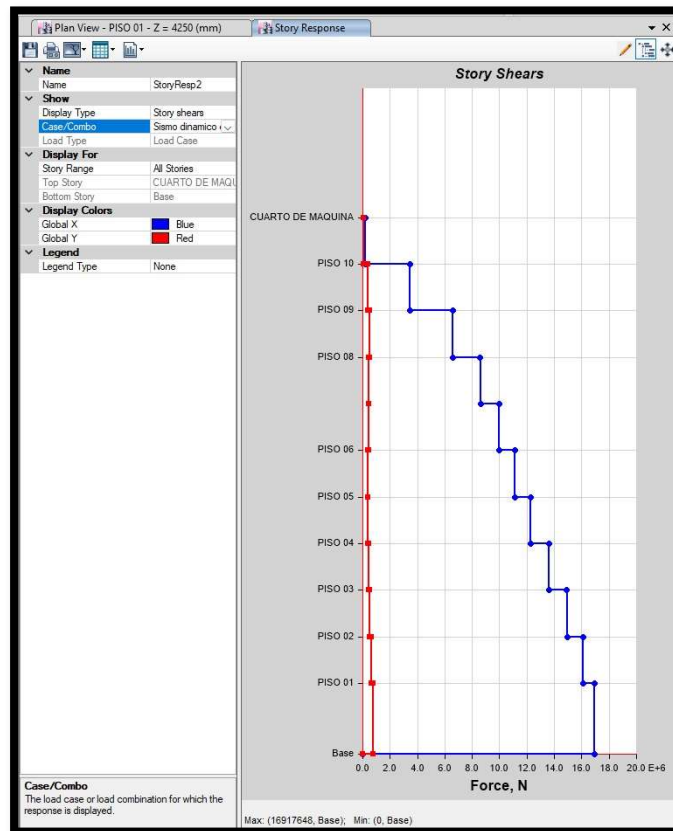 Plan View - PISO 01 - Z = 4250 (mm)
Story Response
Name
Name StoryResp2
Show
Display Type Story shears
Case/Combo Sismo dinamico
Load Type Load Case
Display For
Story Range All Stories
Top Story CUARTO DE MAQU
Bottom Story Base
Display Colors
Global X Blue
Global Y Red
Legend
Legend Type None
Case/Combo
The load case or load combination for which the
response is displayed.
Story Shears
CUARTO DE MAQUINA
PISO 10
PISO 09
PISO 08
PISO 06
PISO 05
PISO 04
PISO 03
PISO 02
PISO 01
Base
0.0 2.0 4.0 6.0 8.0 10.0 12.0 14.0 16.0 18.0 20.0 E+6
Force, N
Max: (16917648, Base); Min: (0, Base)